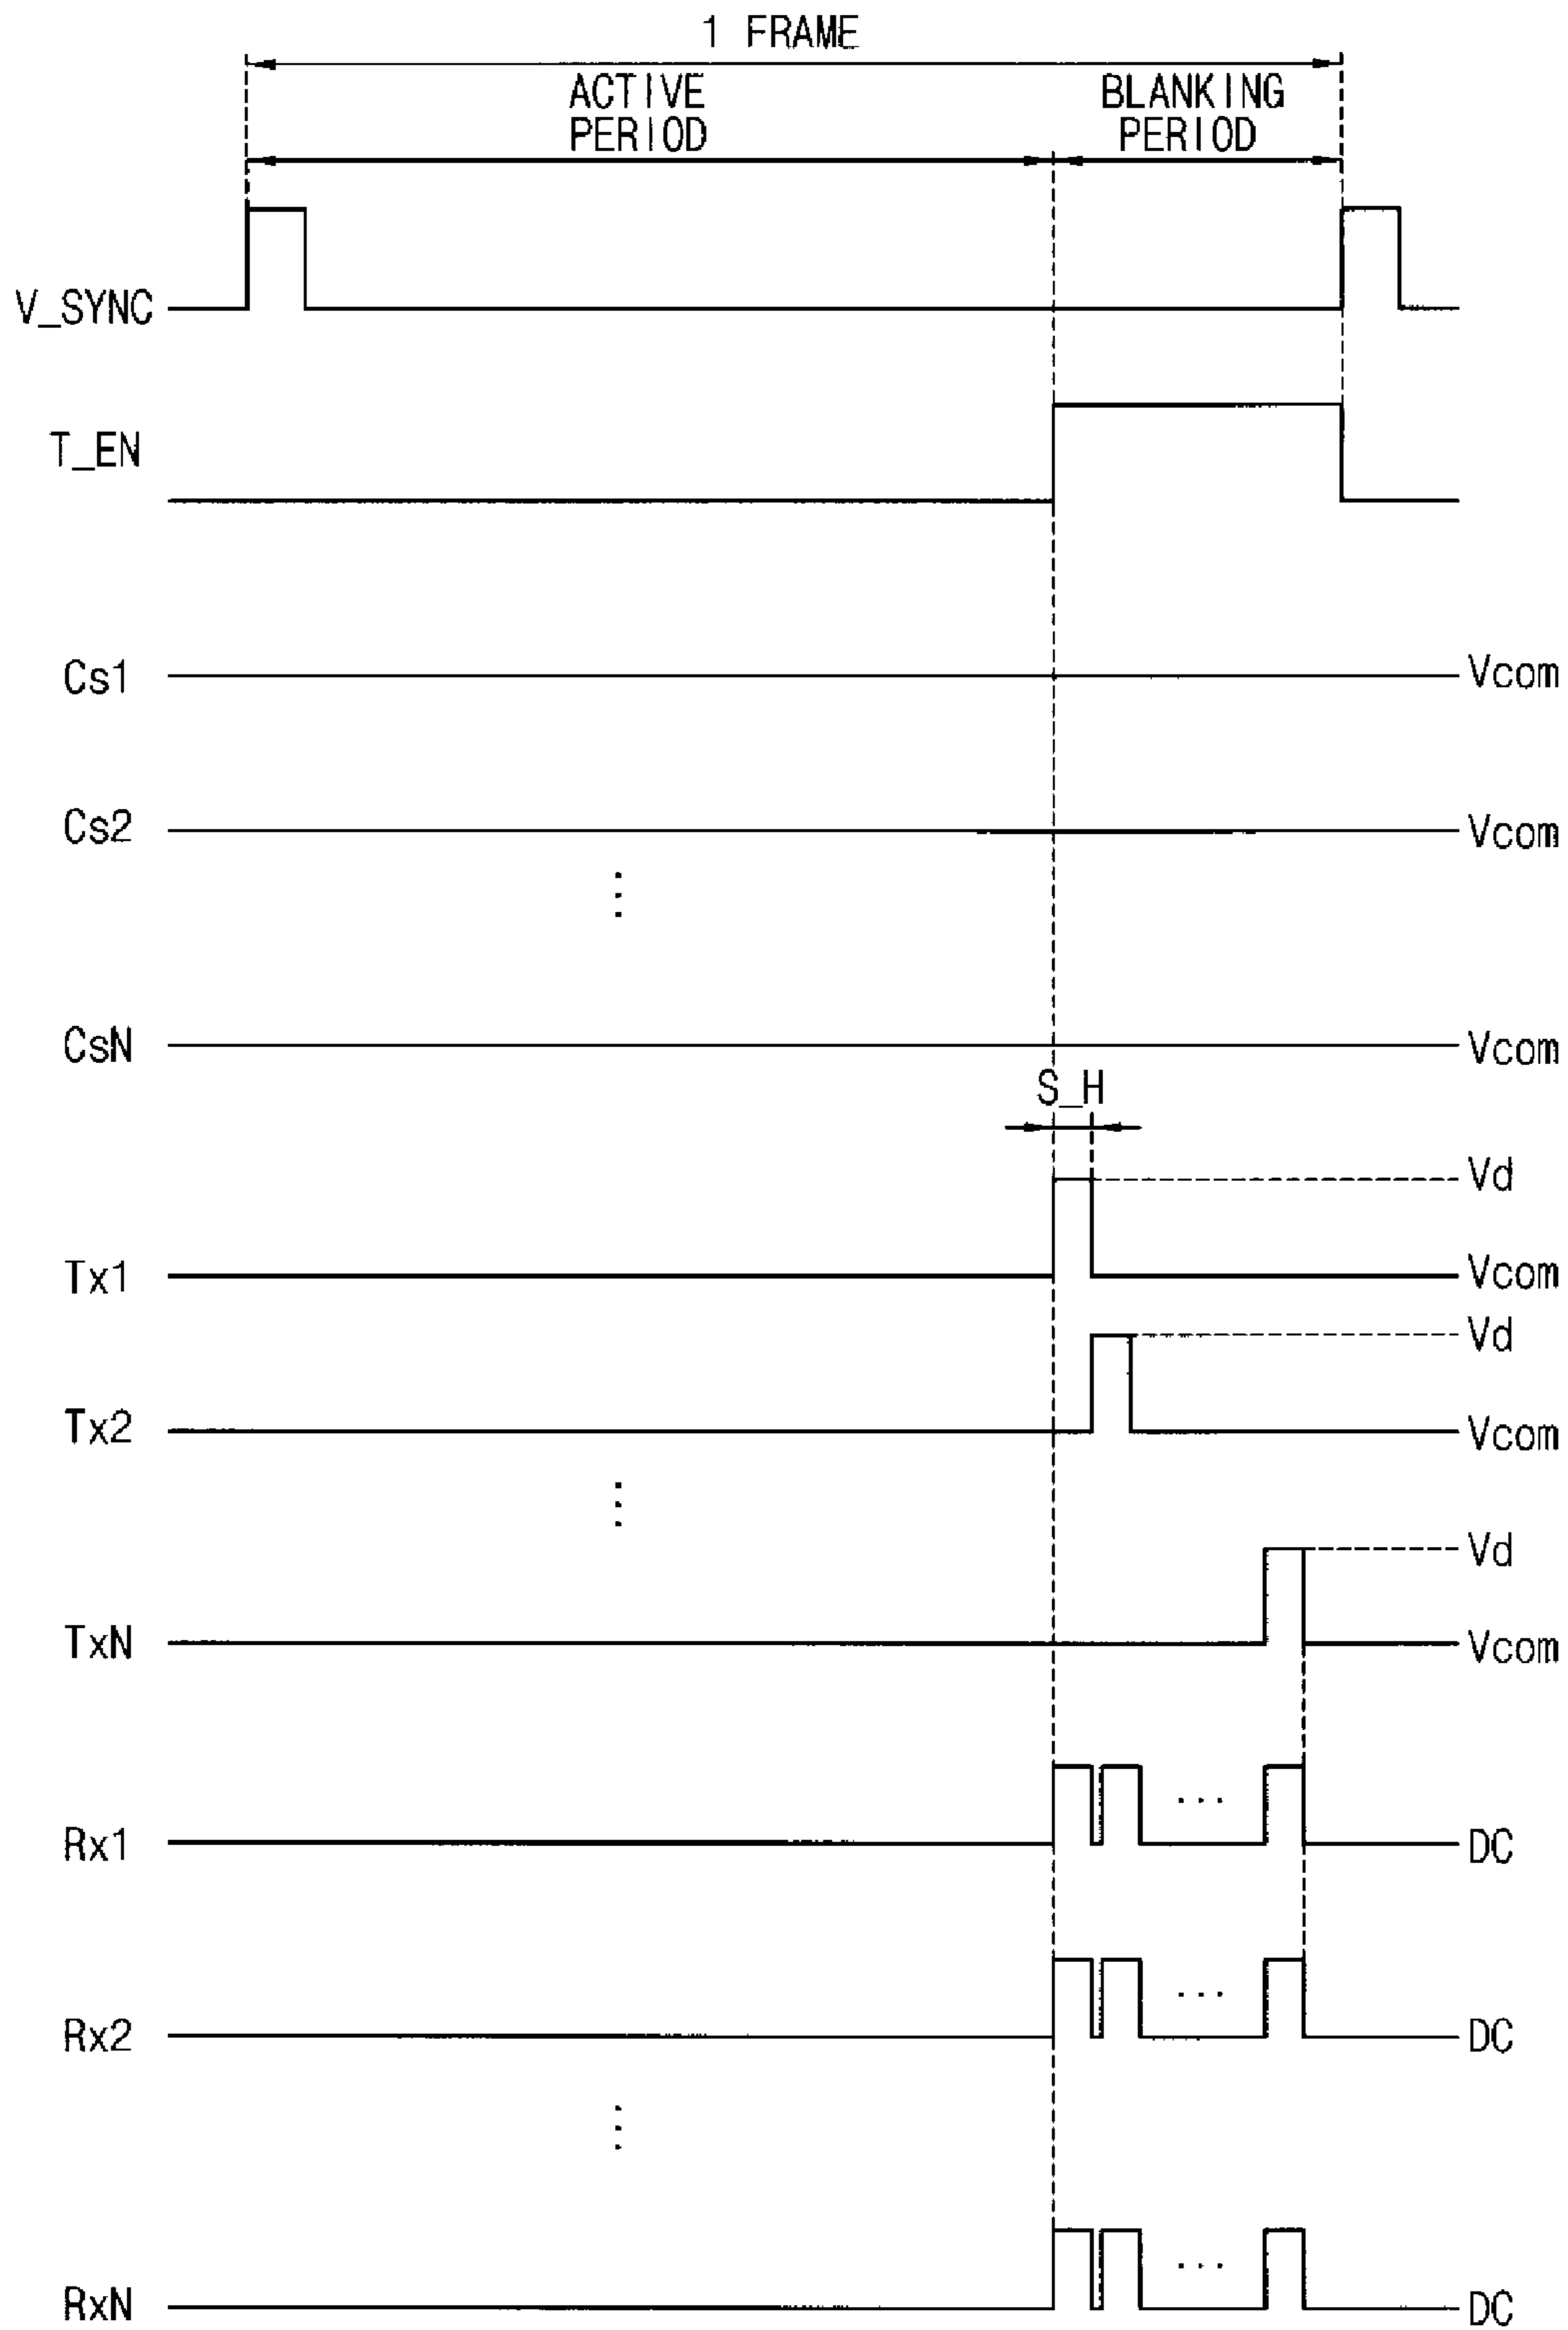 1 FRAME
ACTIVE
PERIOD
BLANKING
PERIOD
V_SYNC
T_EN
Cs1
Vcom
Cs2
Vcom
⋮
CsN
Vcom
S_H
Vd
Tx1
Vcom
Vd
Tx2
Vcom
⋮
Vd
TxN
Vcom
...
Rx1
DC
...
Rx2
DC
⋮
...
RxN
DC